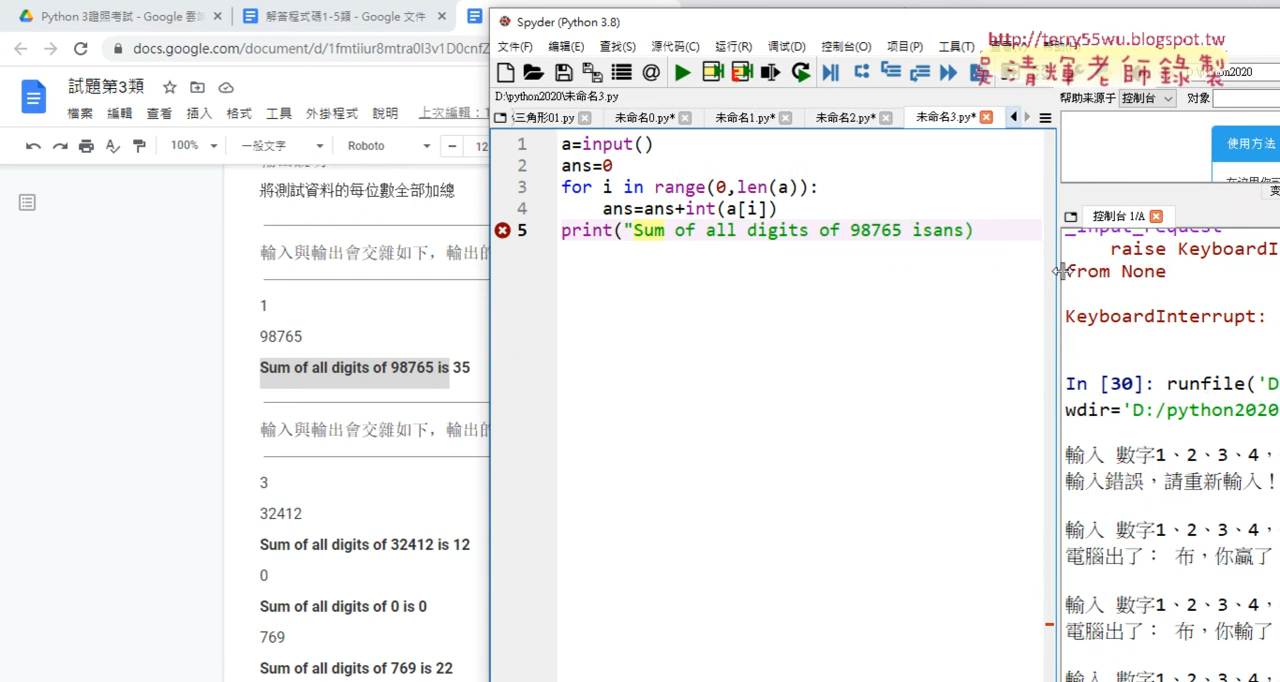 Python 3證照考試 - Google 雲端
解答程式碼1-5類 - Google 文件
docs.google.com/document/d/1fmtiiur8mtra0I3v1D0cnfZ
試題第3類
檔案 編輯 查看 插入 格式 工具 外掛程式 說明
100% 一般文字 Roboto 12
將測試資料的每位數全部加總
輸入與輸出會交雜如下，輸出的
1
98765
Sum of all digits of 98765 is 35
輸入與輸出會交雜如下，輸出的
3
32412
Sum of all digits of 32412 is 12
0
Sum of all digits of 0 is 0
769
Sum of all digits of 769 is 22
Spyder (Python 3.8)
文件(F) 编辑(E) 查找(S) 源代码(C) 运行(R) 调试(D) 控制台(O) 项目(P) 工具(T)
http://terry55wu.blogspot.tw
吳清輝老師錄製
D:\python2020\未命名3.py
三角形01.py 未命名0.py* 未命名1.py* 未命名2.py* 未命名3.py*
1 a=input()
2 ans=0
3 for i in range(0,len(a)):
4 ans=ans+int(a[i])
5 print("Sum of all digits of 98765 isans)
帮助来源于 控制台 对象
使用方法
控制台 1/A
raise KeyboardI
from None
KeyboardInterrupt:
In [30]: runfile('D
wdir='D:/python2020
輸入 數字1、2、3、4，
輸入錯誤，請重新輸入！
輸入 數字1、2、3、4，
電腦出了： 布，你贏了
輸入 數字1、2、3、4，
電腦出了： 布，你輸了
輸入 數字1、2、3、4，